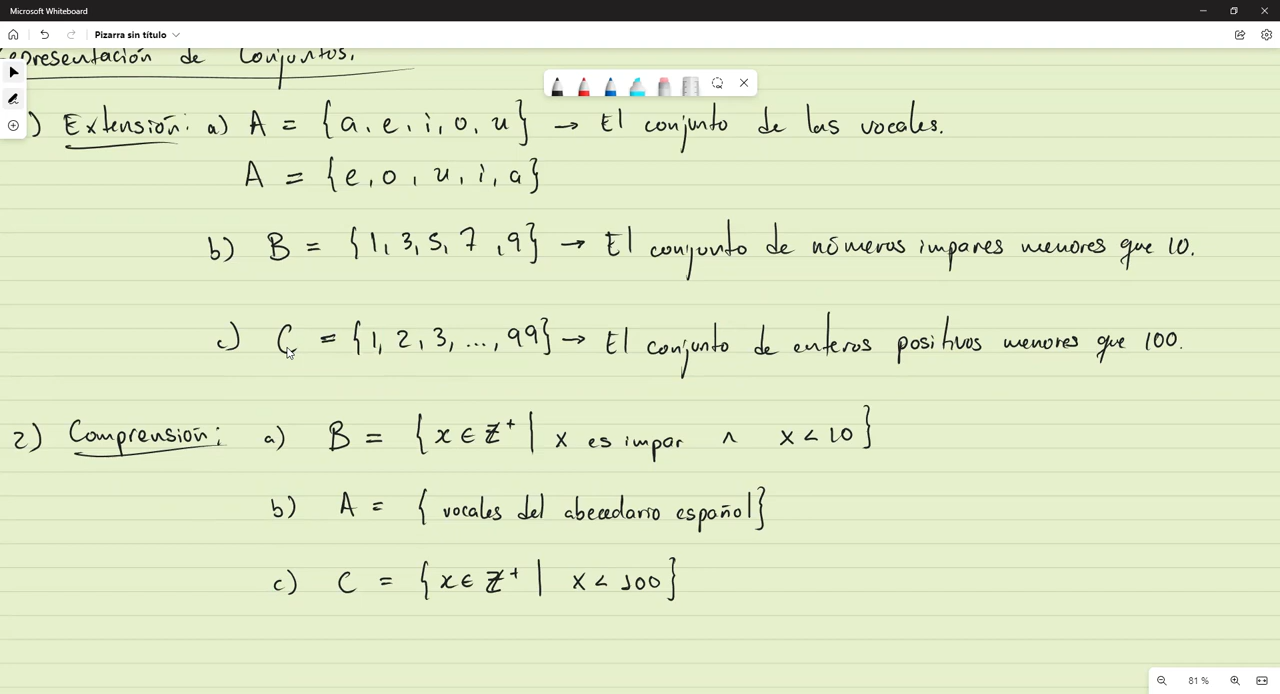 Microsoft Whiteboard
Pizarra sin título
epresentación de Conjuntos.
) Extensión: a) A = {a, e, i, o, u} → El conjunto de las vocales.
A = {e, o, u, i, a}
b) B = {1, 3, 5, 7, 9} → El conjunto de números impares menores que 10.
c) C = {1, 2, 3, ..., 99} → El conjunto de enteros positivos menores que 100.
2) Comprensión: a) B = {x ∈ ℤ⁺ | x es impar ∧ x < 10}
b) A = {vocales del abecedario español}
c) C = {x ∈ ℤ⁺ | x < 100}
81 %